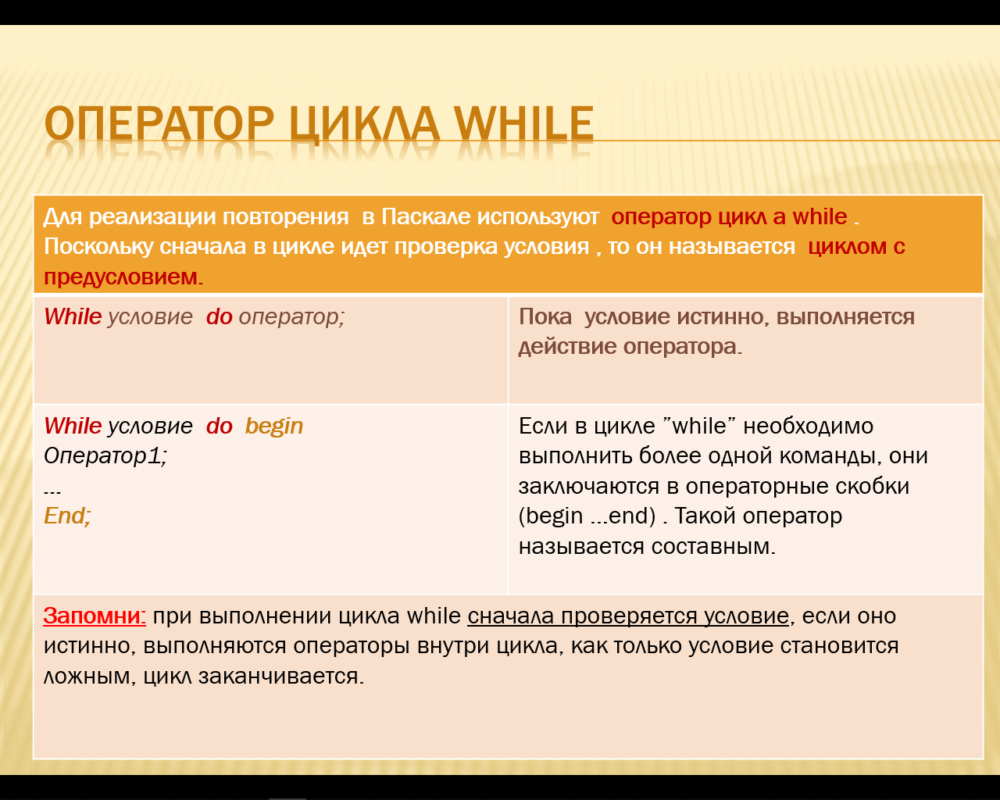 ОПЕРАТОР ЦИКЛА WHILE
Для реализации повторения в Паскале используют оператор цикл а while .
Поскольку сначала в цикле идет проверка условия , то он называется циклом с
предусловием.
While условие do оператор;
Пока условие истинно, выполняется
действие оператора.
While условие do begin
Оператор1;
...
End;
Если в цикле ”while” необходимо
выполнить более одной команды, они
заключаются в операторные скобки
(begin ...end) . Такой оператор
называется составным.
Запомни: при выполнении цикла while сначала проверяется условие, если оно
истинно, выполняются операторы внутри цикла, как только условие становится
ложным, цикл заканчивается.